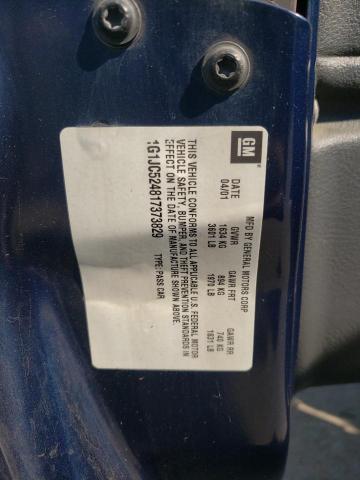 GM
MFD BY GENERAL MOTORS CORP
DATE GVWR GAWR FRT GAWR RR
04/01 1634 KG 894 KG 740 KG
3601 LB 1970 LB 1631 LB
THIS VEHICLE CONFORMS TO ALL APPLICABLE U.S. FEDERAL MOTOR
VEHICLE SAFETY, BUMPER, AND THEFT PREVENTION STANDARDS IN
EFFECT ON THE DATE OF MANUFACTURE SHOWN ABOVE.
1G1JC524817373829 TYPE: PASS CAR